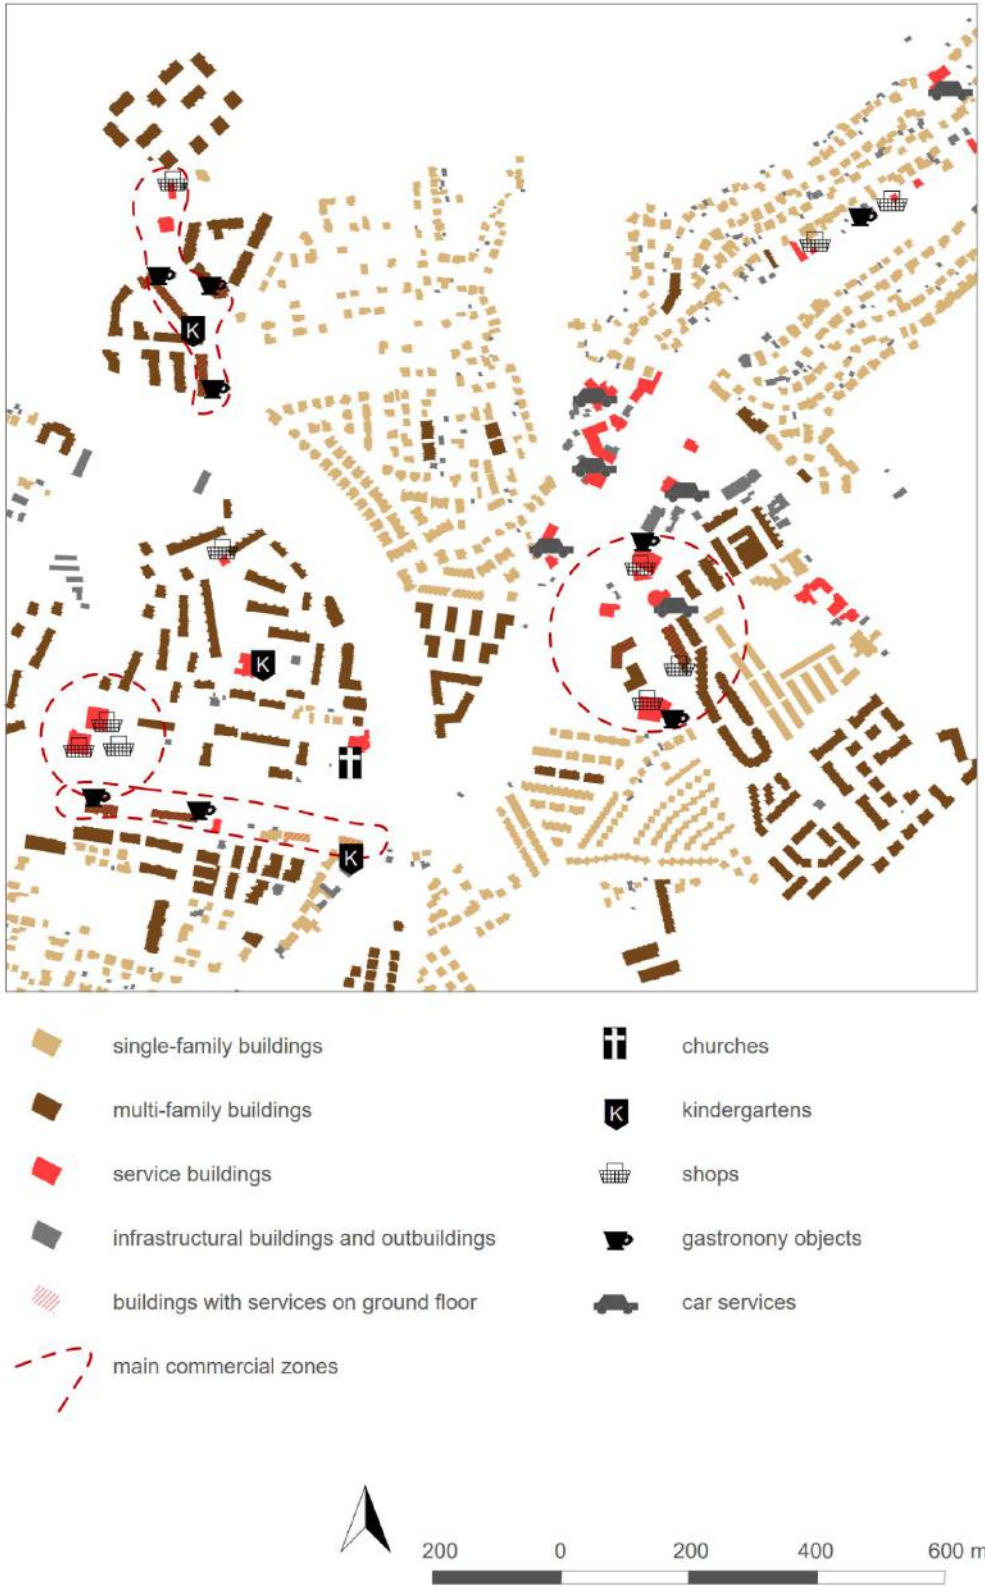 K
K
K
single-family buildings
churches
multi-family buildings
K
kindergartens
service buildings
shops
infrastructural buildings and outbuildings
gastronony objects
buildings with services on ground floor
car services
main commercial zones
200 0 200 400 600 m